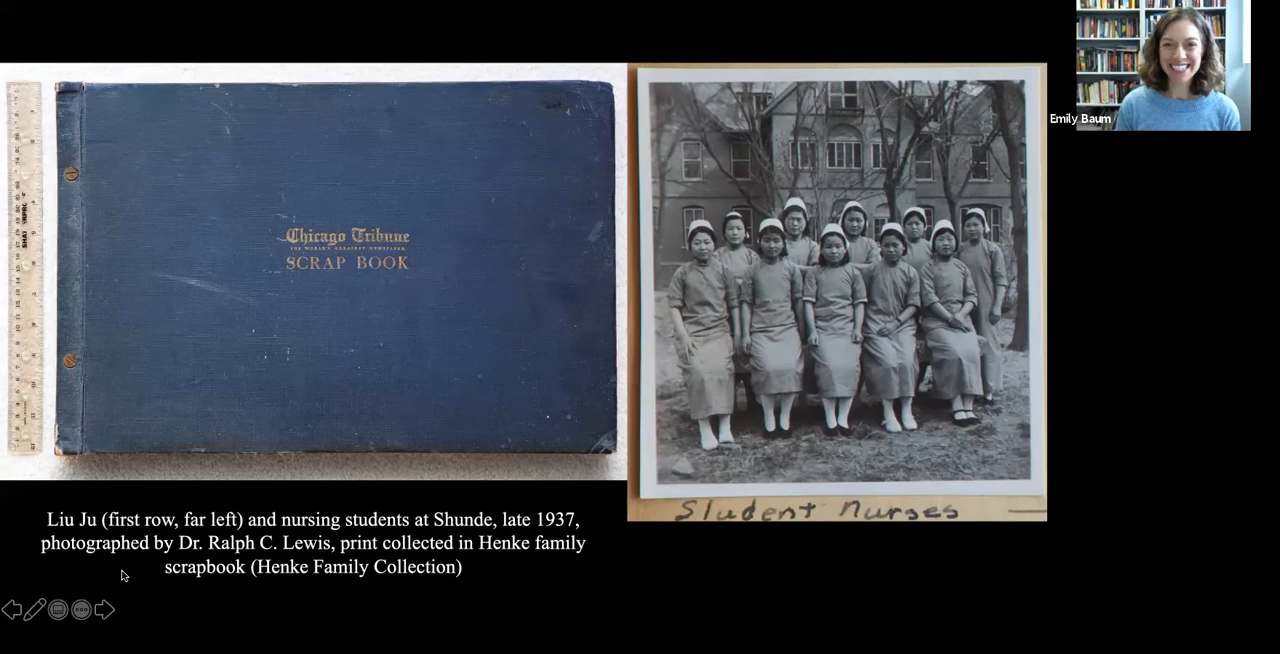 Emily Baum
Chicago Tribune
THE WORLD'S GREATEST NEWSPAPER
SCRAP BOOK
Student Nurses
Liu Ju (first row, far left) and nursing students at Shunde, late 1937,
photographed by Dr. Ralph C. Lewis, print collected in Henke family
scrapbook (Henke Family Collection)